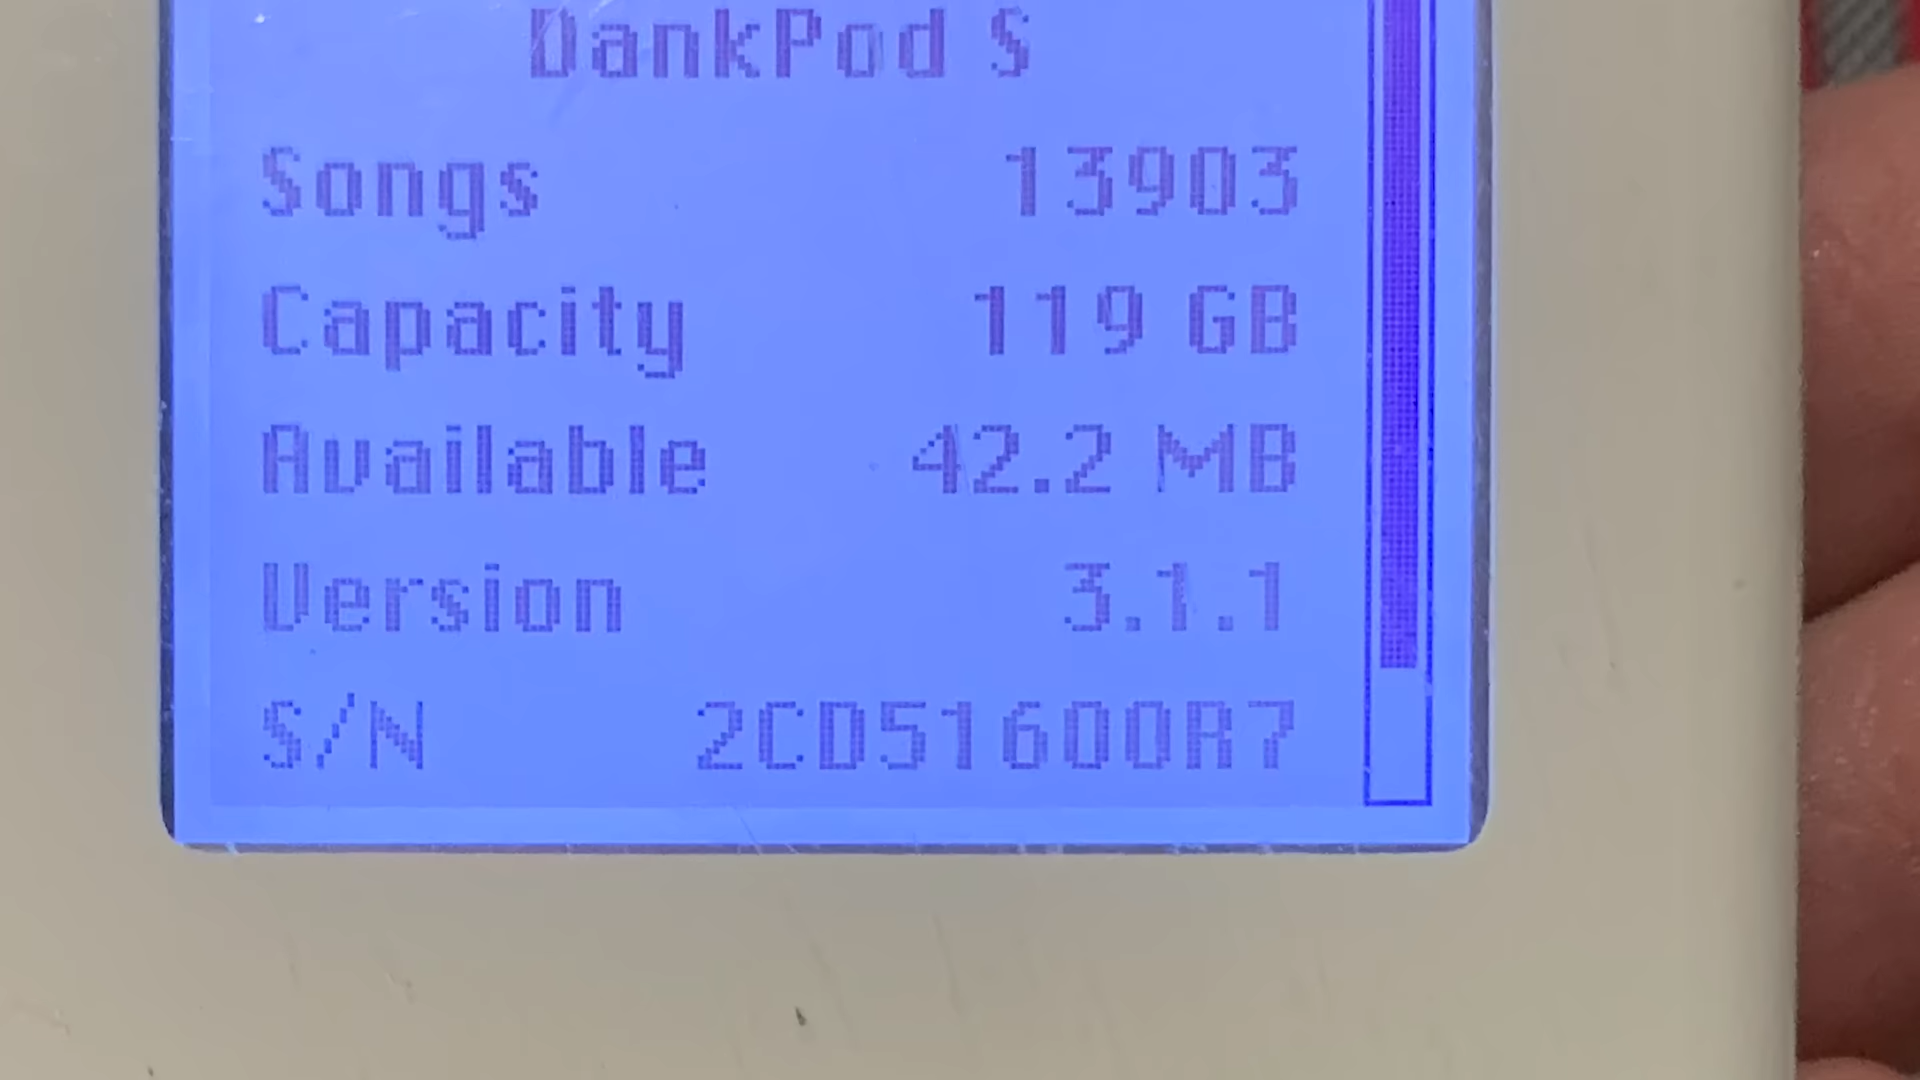 DankPod S
Songs 13903
Capacity 119 GB
Available 42.2 MB
Version 3.1.1
S/N 2CD51600R7